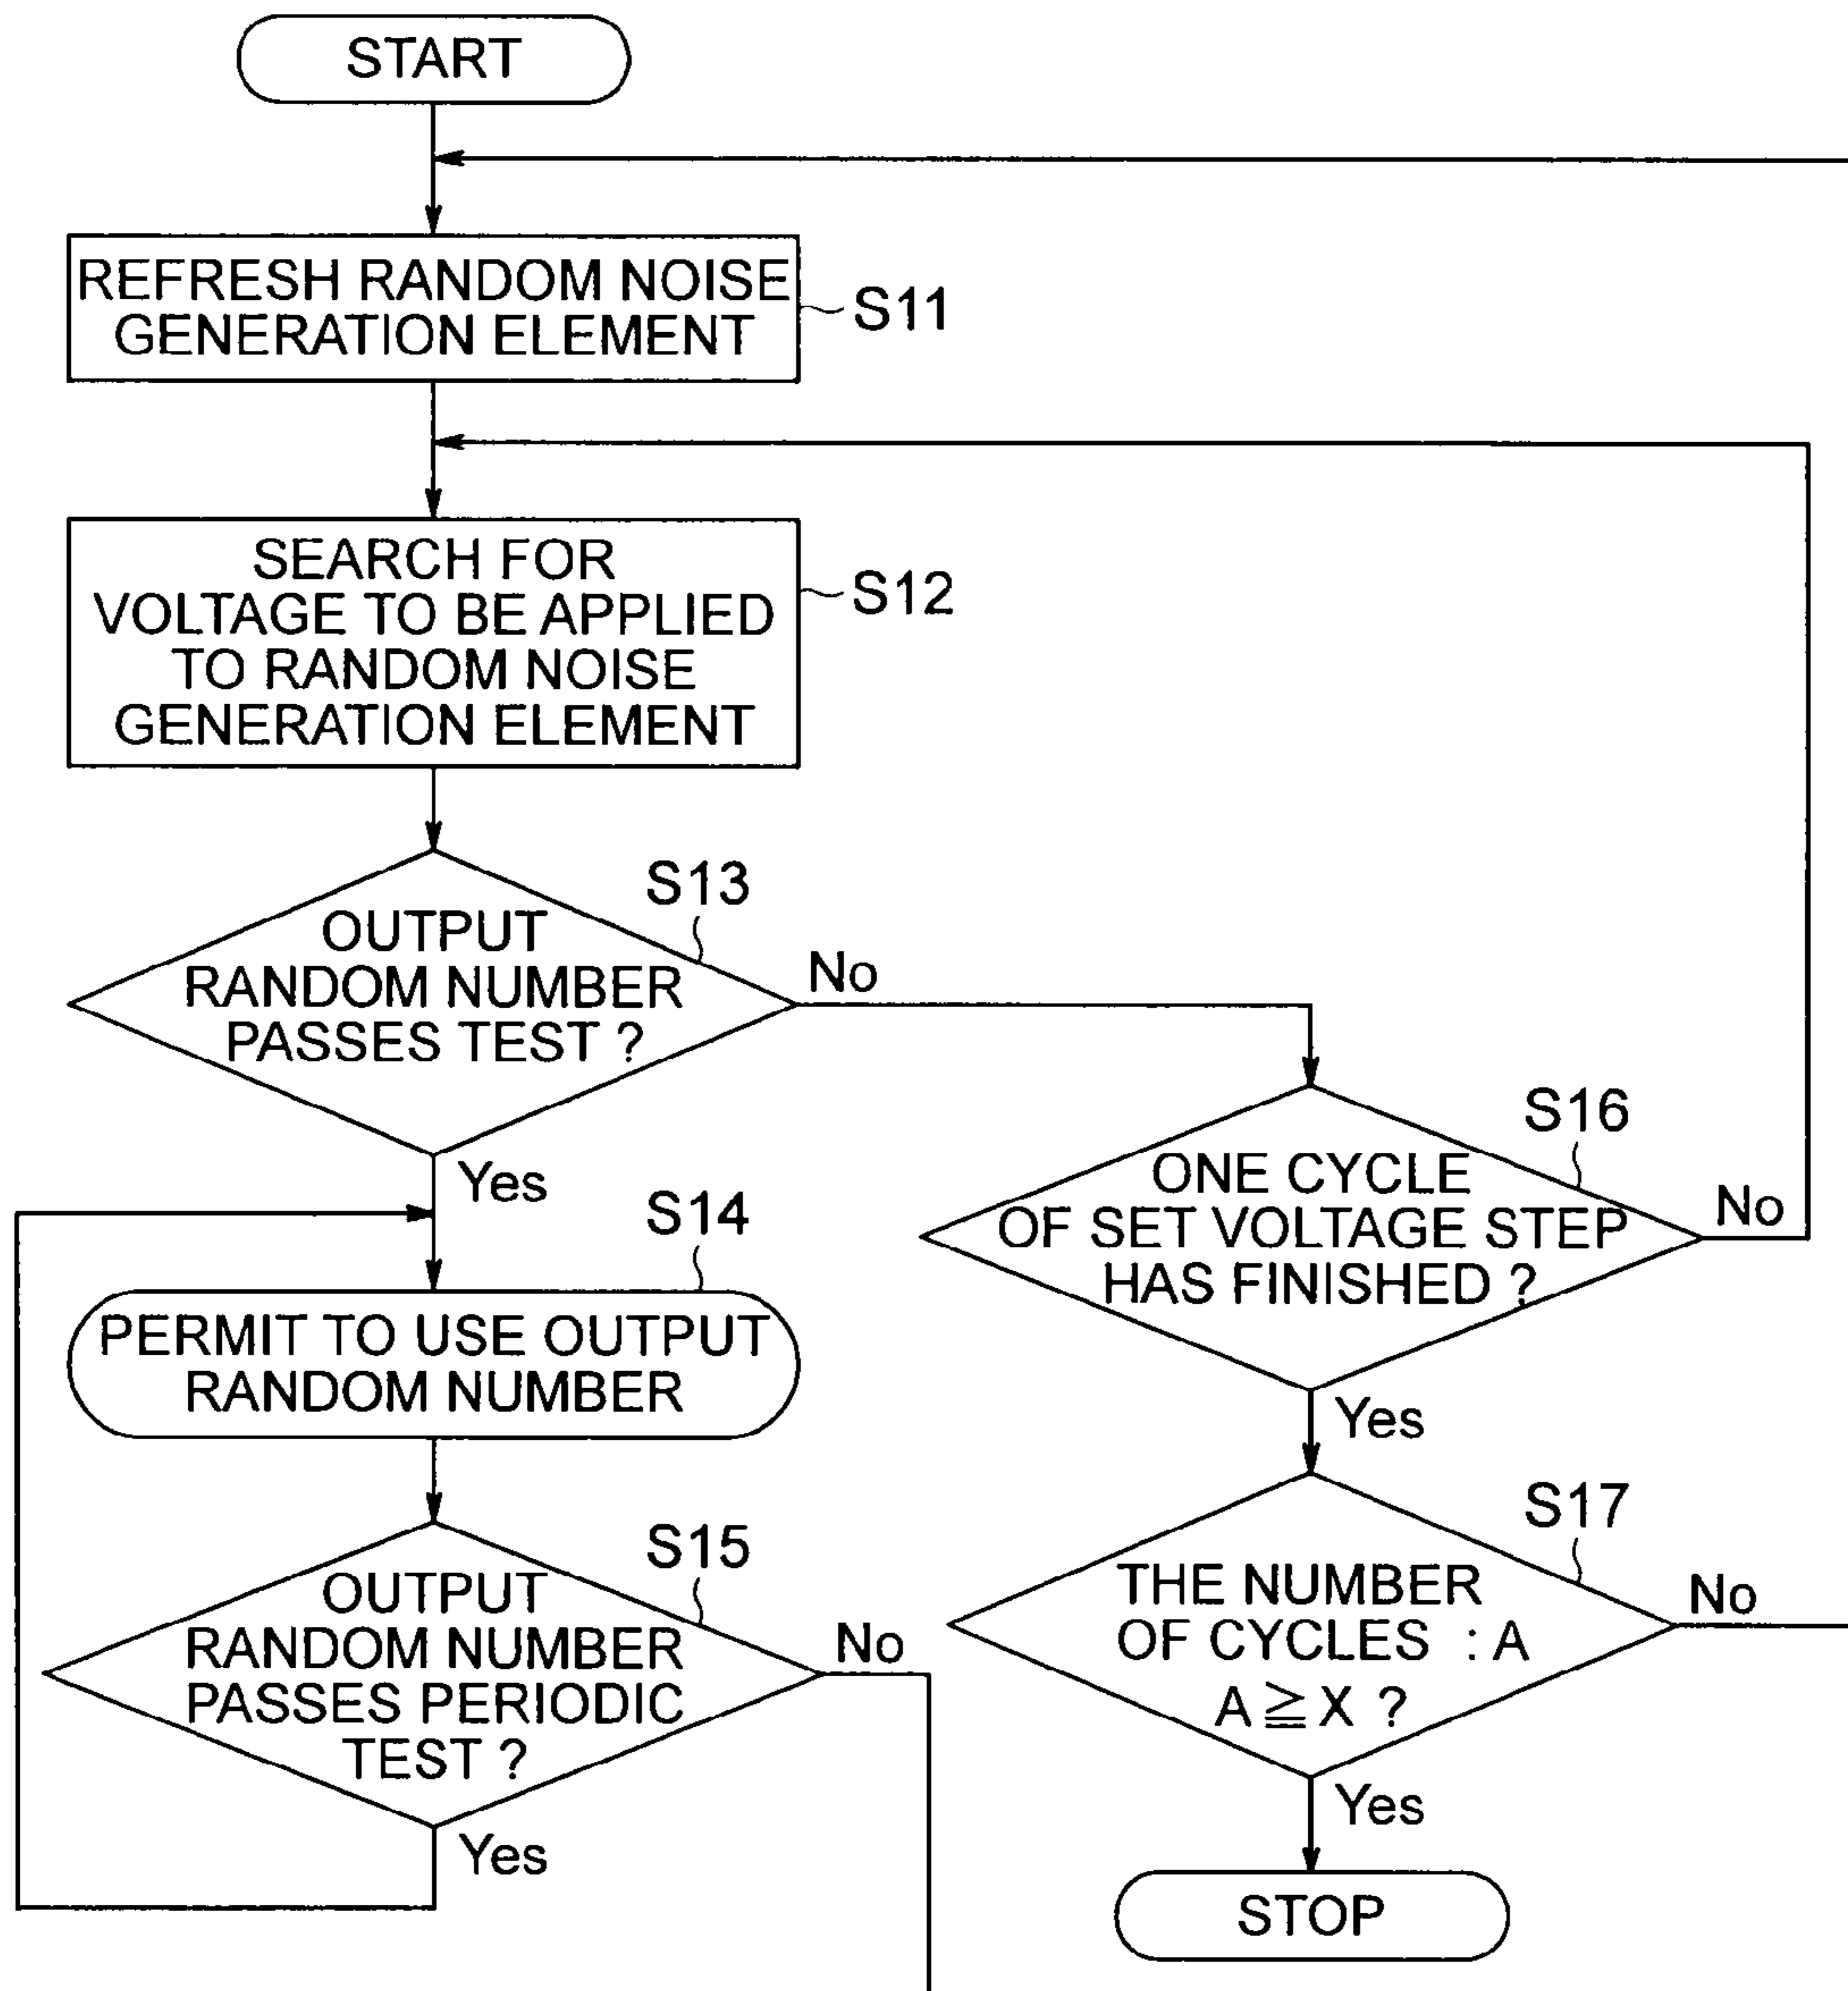 START
REFRESH RANDOM NOISE
GENERATION ELEMENT
S11
SEARCH FOR
VOLTAGE TO BE APPLIED
TO RANDOM NOISE
GENERATION ELEMENT
S12
S13
OUTPUT
RANDOM NUMBER
PASSES TEST ?
No
Yes
S14
PERMIT TO USE OUTPUT
RANDOM NUMBER
S15
OUTPUT
RANDOM NUMBER
PASSES PERIODIC
TEST ?
No
Yes
S16
ONE CYCLE
OF SET VOLTAGE STEP
HAS FINISHED ?
No
Yes
S17
THE NUMBER
OF CYCLES : A
A ≧ X ?
No
Yes
STOP